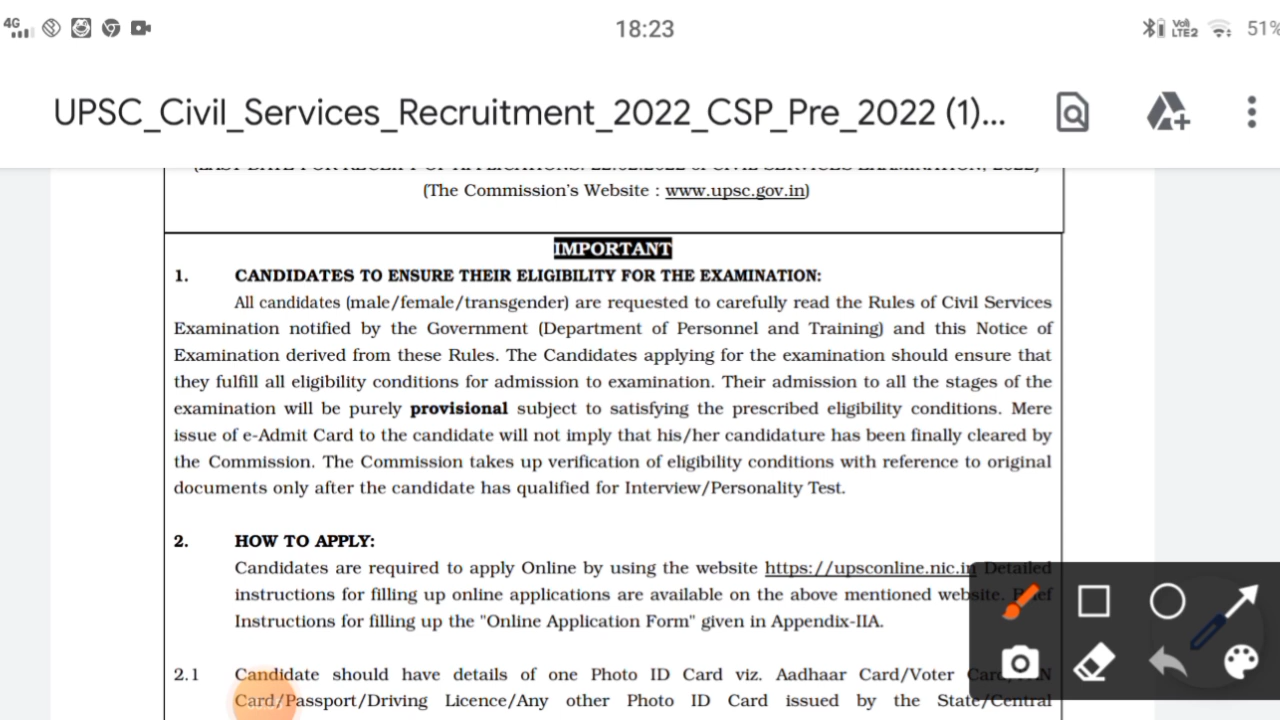 4G 18:23 Vo) LTE2 51%
UPSC_Civil_Services_Recruitment_2022_CSP_Pre_2022 (1)...
(The Commission's Website : www.upsc.gov.in)
IMPORTANT
1. CANDIDATES TO ENSURE THEIR ELIGIBILITY FOR THE EXAMINATION:
All candidates (male/female/transgender) are requested to carefully read the Rules of Civil Services
Examination notified by the Government (Department of Personnel and Training) and this Notice of
Examination derived from these Rules. The Candidates applying for the examination should ensure that
they fulfill all eligibility conditions for admission to examination. Their admission to all the stages of the
examination will be purely provisional subject to satisfying the prescribed eligibility conditions. Mere
issue of e-Admit Card to the candidate will not imply that his/her candidature has been finally cleared by
the Commission. The Commission takes up verification of eligibility conditions with reference to original
documents only after the candidate has qualified for Interview/Personality Test.
2. HOW TO APPLY:
Candidates are required to apply Online by using the website https://upsconline.nic.in Detailed
instructions for filling up online applications are available on the above mentioned website. Brief
Instructions for filling up the "Online Application Form" given in Appendix-IIA.
2.1 Candidate should have details of one Photo ID Card viz. Aadhaar Card/Voter Card/
Card/Passport/Driving Licence/Any other Photo ID Card issued by the State/Central